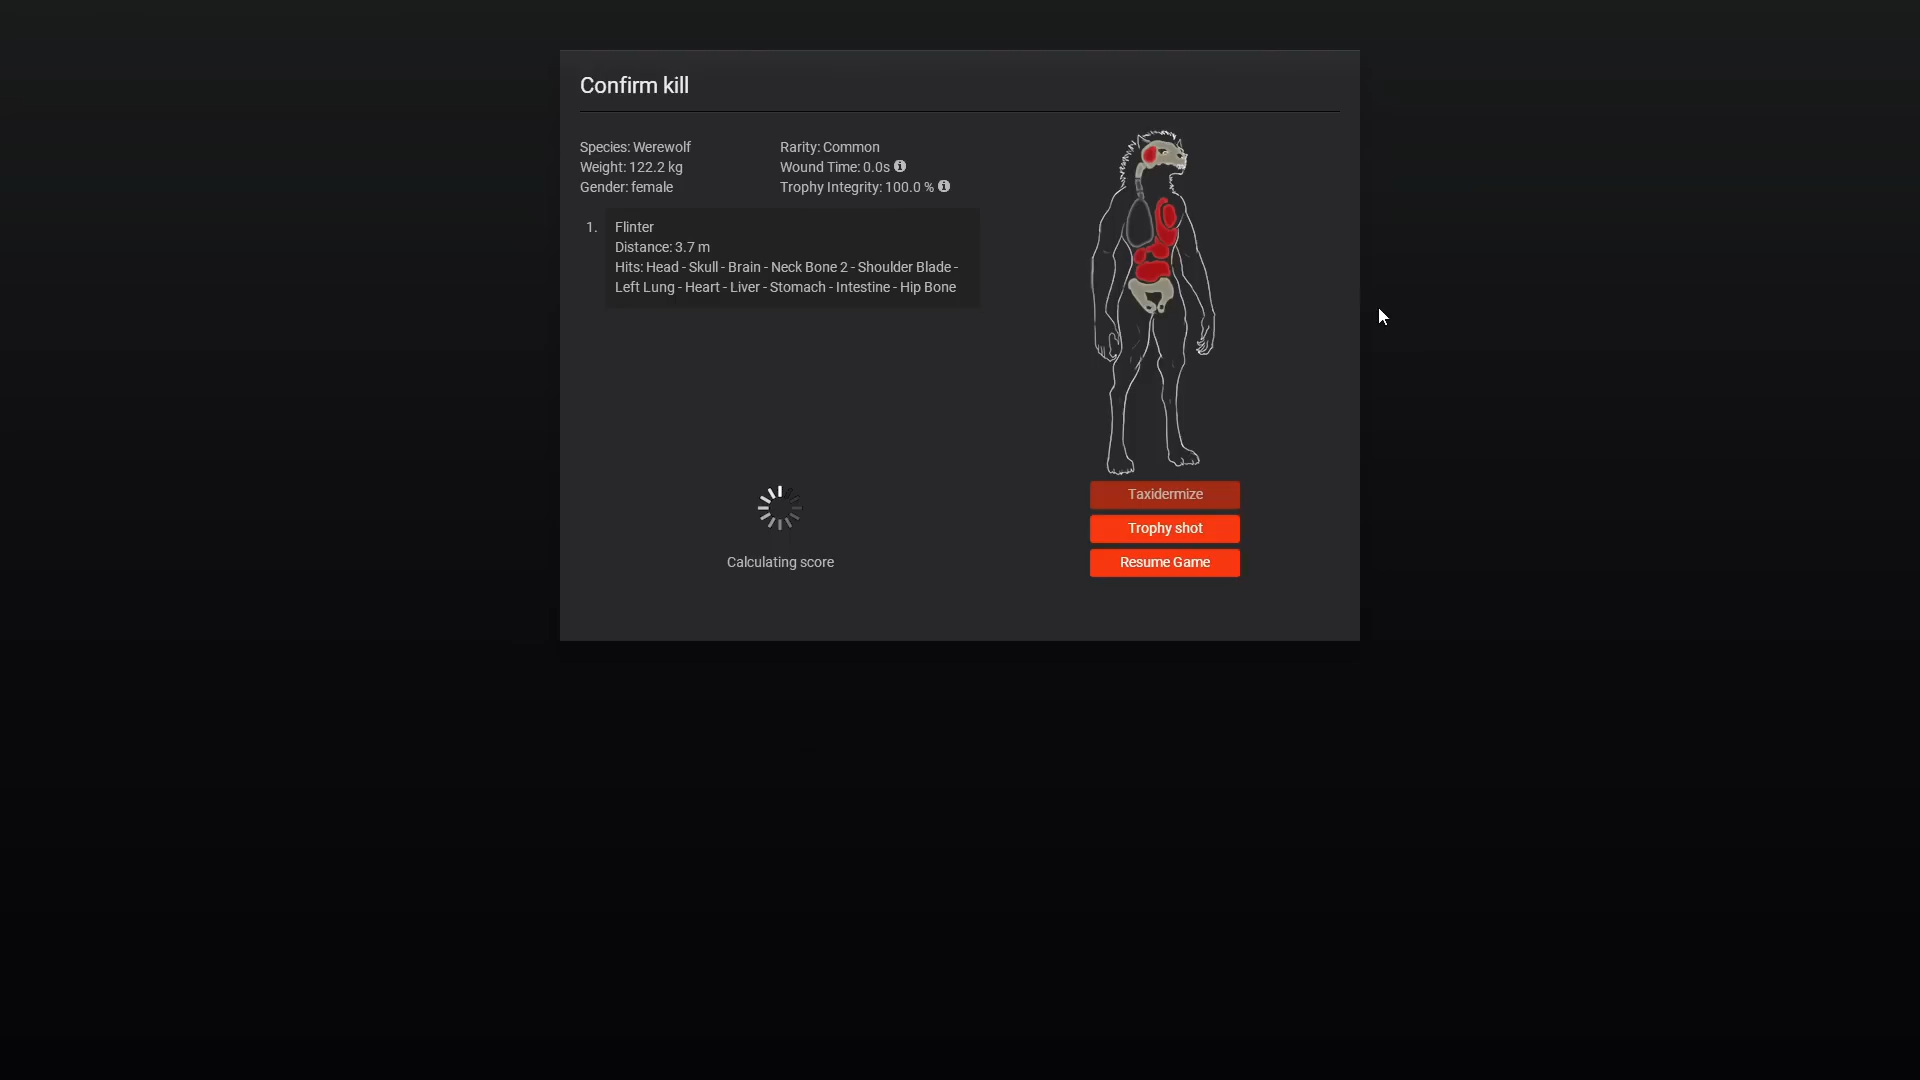 Confirm kill
Species: Werewolf
Weight: 122.2 kg
Gender: female
Rarity: Common
Wound Time: 0.0s
Trophy Integrity: 100.0 %
1.
Flinter
Distance: 3.7 m
Hits: Head - Skull - Brain - Neck Bone 2 - Shoulder Blade -
Left Lung - Heart - Liver - Stomach - Intestine - Hip Bone
Calculating score
Taxidermize
Trophy shot
Resume Game